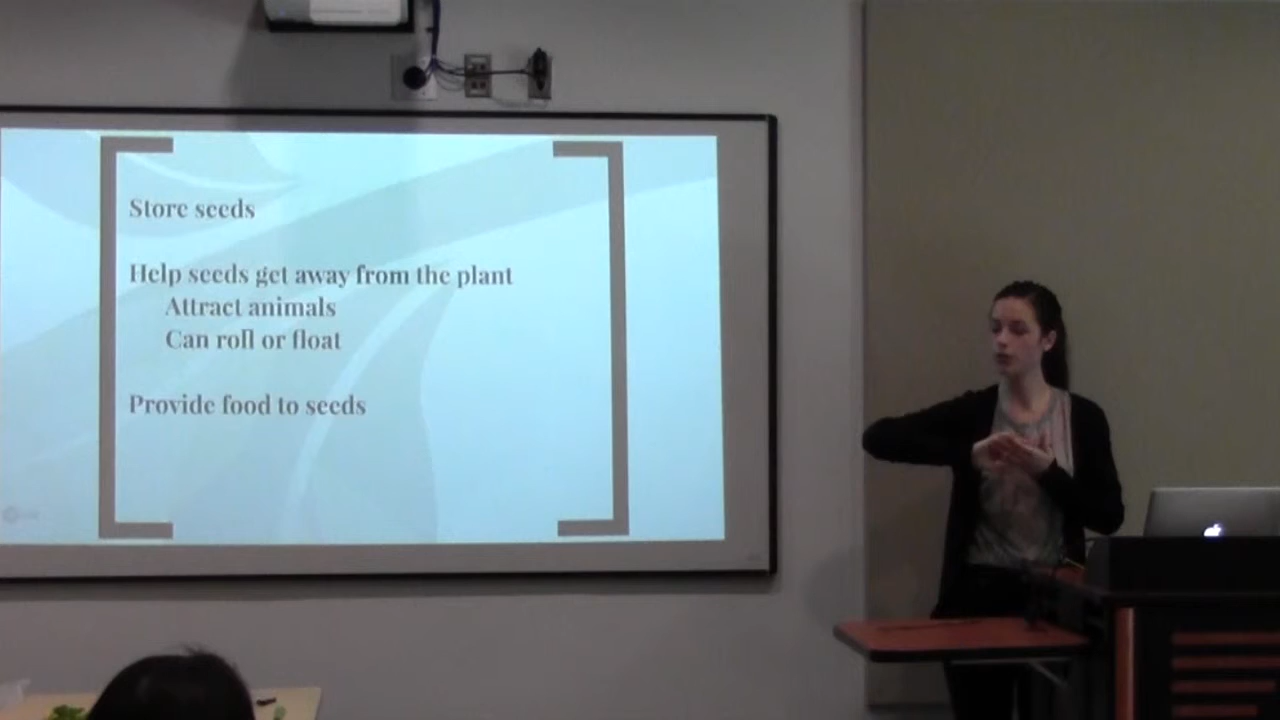 Store seeds
Help seeds get away from the plant
Attract animals
Can roll or float
Provide food to seeds